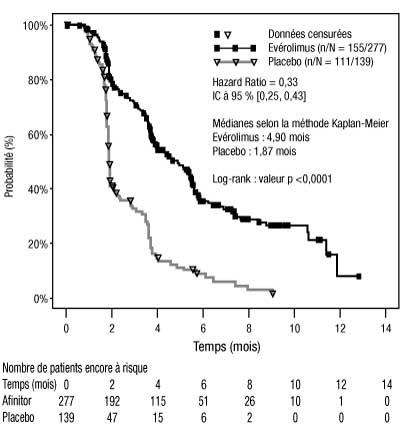 100%
80%
60%
40%
20%
0%
Probabilité (%)
Données censurées
Evérolimus (n/N = 155/277)
Placebo (n/N = 111/139)
Hazard Ratio = 0,33
IC à 95 % [0,25, 0,43]
Médianes selon la méthode Kaplan-Meier
Evérolimus : 4,90 mois
Placebo : 1,87 mois
Log-rank : valeur p <0,0001
0 2 4 6 8 10 12 14
Temps (mois)
Nombre de patients encore à risque
Temps (mois) 0 2 4 6 8 10 12 14
Afinitor 277 192 115 51 26 10 1 0
Placebo 139 47 15 6 2 0 0 0